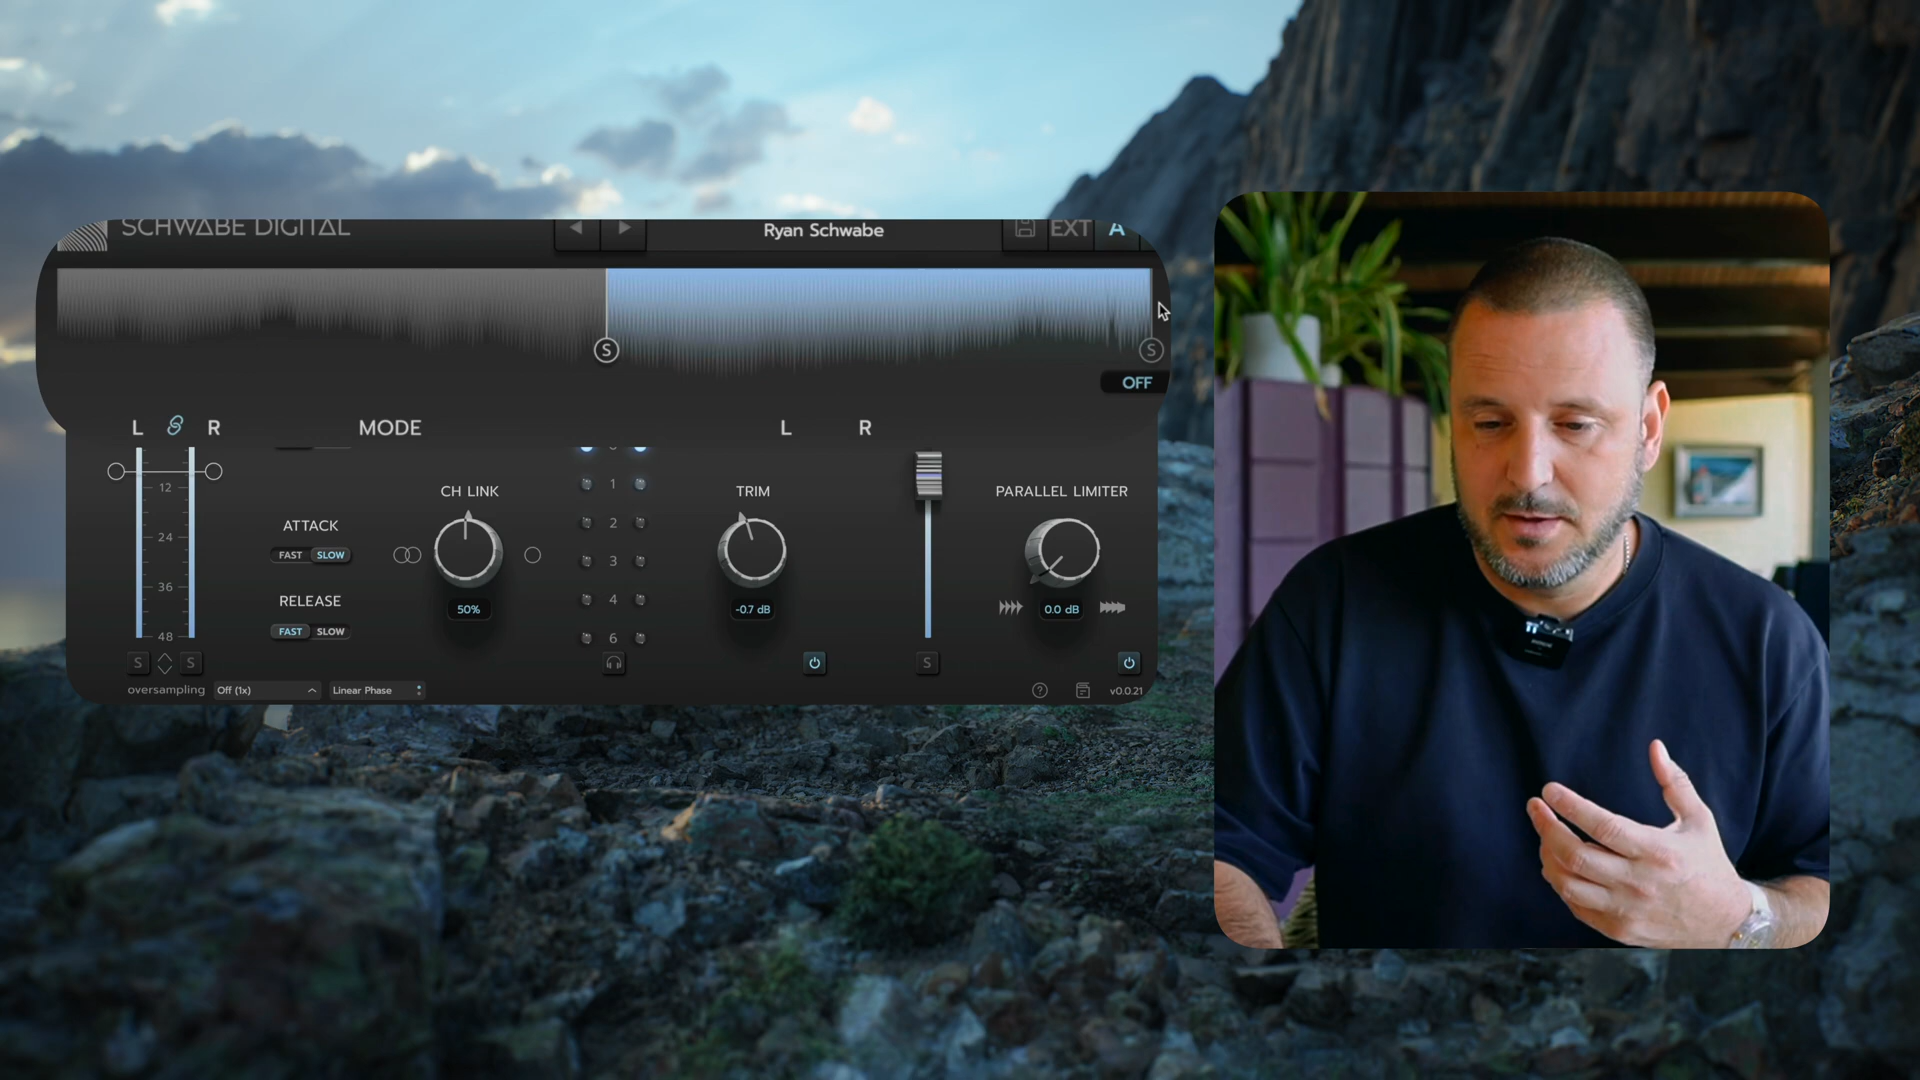 SCHWABE DIGITAL
Ryan Schwabe
EXT
A
S
S
OFF
L
R
MODE
L
R
12
24
36
48
ATTACK
FAST SLOW
RELEASE
FAST SLOW
CH LINK
50%
0
1
2
3
4
6
TRIM
-0.7 dB
PARALLEL LIMITER
0.0 dB
S
S
S
oversampling
Off (1x)
Linear Phase
?
v0.0.21